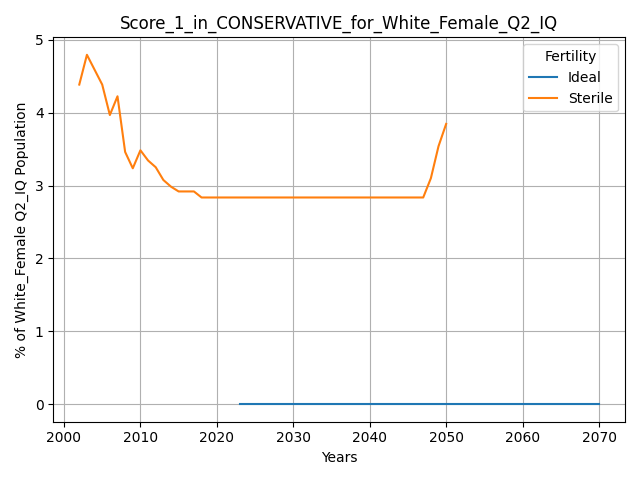 Score_1_in_CONSERVATIVE_for_White_Female_Q2_IQ
Fertility
Ideal
Sterile
% of White_Female Q2_IQ Population
5
4
3
2
1
0
2000 2010 2020 2030 2040 2050 2060 2070
Years